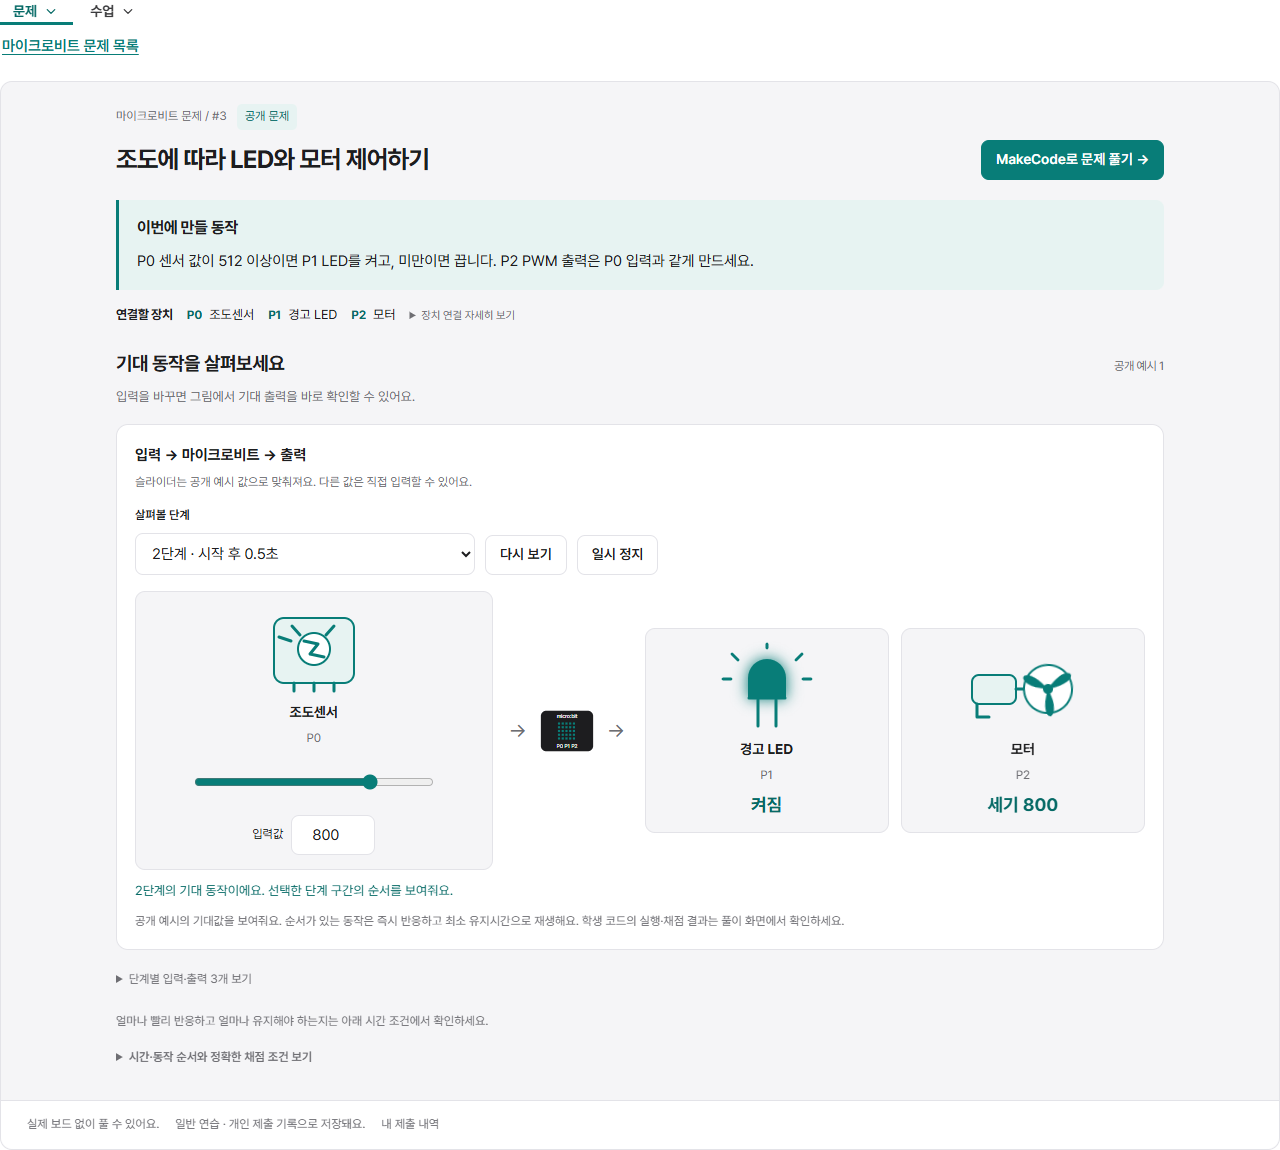 문제 수업
마이크로비트 문제 목록
마이크로비트 문제 / #3 공개 문제
조도에 따라 LED와 모터 제어하기
MakeCode로 문제 풀기 →
이번에 만들 동작
P0 센서 값이 512 이상이면 P1 LED를 켜고, 미만이면 끕니다. P2 PWM 출력은 P0 입력과 같게 만드세요.
연결할 장치 P0 조도센서 P1 경고 LED P2 모터 ▶ 장치 연결 자세히 보기
기대 동작을 살펴보세요
공개 예시 1
입력을 바꾸면 그림에서 기대 출력을 바로 확인할 수 있어요.
입력 → 마이크로비트 → 출력
슬라이더는 공개 예시 값으로 맞춰져요. 다른 값은 직접 입력할 수 있어요.
살펴볼 단계
2단계 · 시작 후 0.5초 다시 보기 일시 정지
조도센서
P0
입력값 800
→ micro:bit →
P0 P1 P2
경고 LED
P1
켜짐
모터
P2
세기 800
2단계의 기대 동작이에요. 선택한 단계 구간의 순서를 보여줘요.
공개 예시의 기대값을 보여줘요. 순서가 있는 동작은 즉시 반응하고 최소 유지시간으로 재생해요. 학생 코드의 실행·채점 결과는 풀이 화면에서 확인하세요.
▶ 단계별 입력·출력 3개 보기
얼마나 빨리 반응하고 얼마나 유지해야 하는지는 아래 시간 조건에서 확인하세요.
▶ 시간·동작 순서와 정확한 채점 조건 보기
실제 보드 없이 풀 수 있어요. 일반 연습 · 개인 제출 기록으로 저장돼요. 내 제출 내역